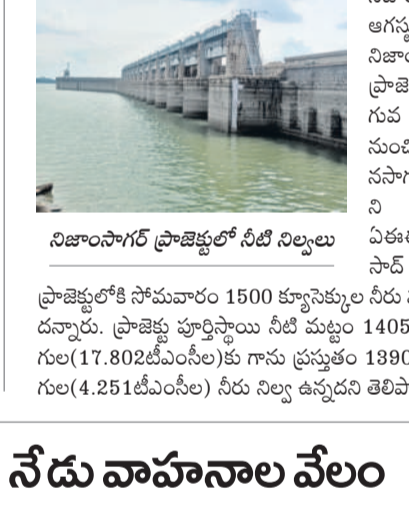 ఆగస్టు
నిజాం
ప్రాజె
గువ
నుంచి
నసాగ
ని
ఏఈఈ
సాద్
నిజాంసాగర్ ప్రాజెక్టులో నీటి నిల్వలు
ప్రాజెక్టులోకి సోమవారం 1500 క్యూసెక్కుల నీరు
దన్నారు. ప్రాజెక్టు పూర్తిస్థాయి నీటి మట్టం 1405
గుల(17.802టీఎంసీల)కు గాను ప్రస్తుతం 1390
గుల(4.251టీఎంసీల) నీరు నిల్వ ఉన్నదని తెలిపా
నేడు వాహనాల వేలం